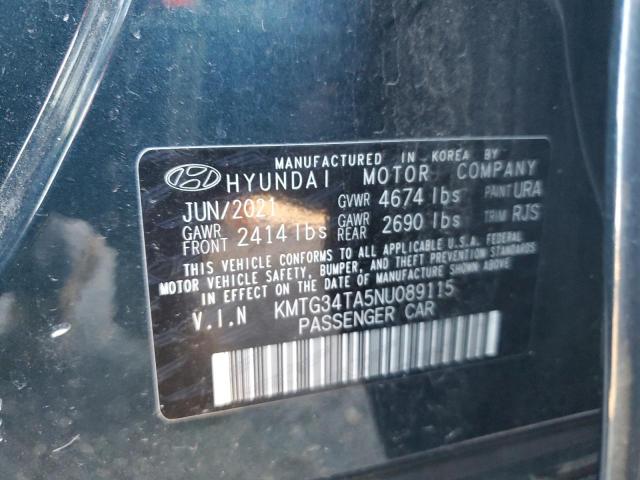 MANUFACTURED IN KOREA BY
HYUNDAI MOTOR COMPANY
JUN/2021 GVWR 4674 lbs PAINT URA
GAWR FRONT 2414 lbs GAWR REAR 2690 lbs TRIM RJS
THIS VEHICLE CONFORMS TO ALL APPLICABLE U.S.A. FEDERAL
MOTOR VEHICLE SAFETY, BUMPER, AND THEFT PREVENTION STANDARDS
IN EFFECT ON THE DATE OF MANUFACTURE SHOWN ABOVE.
V.I.N KMTG34TA5NU089115
PASSENGER CAR